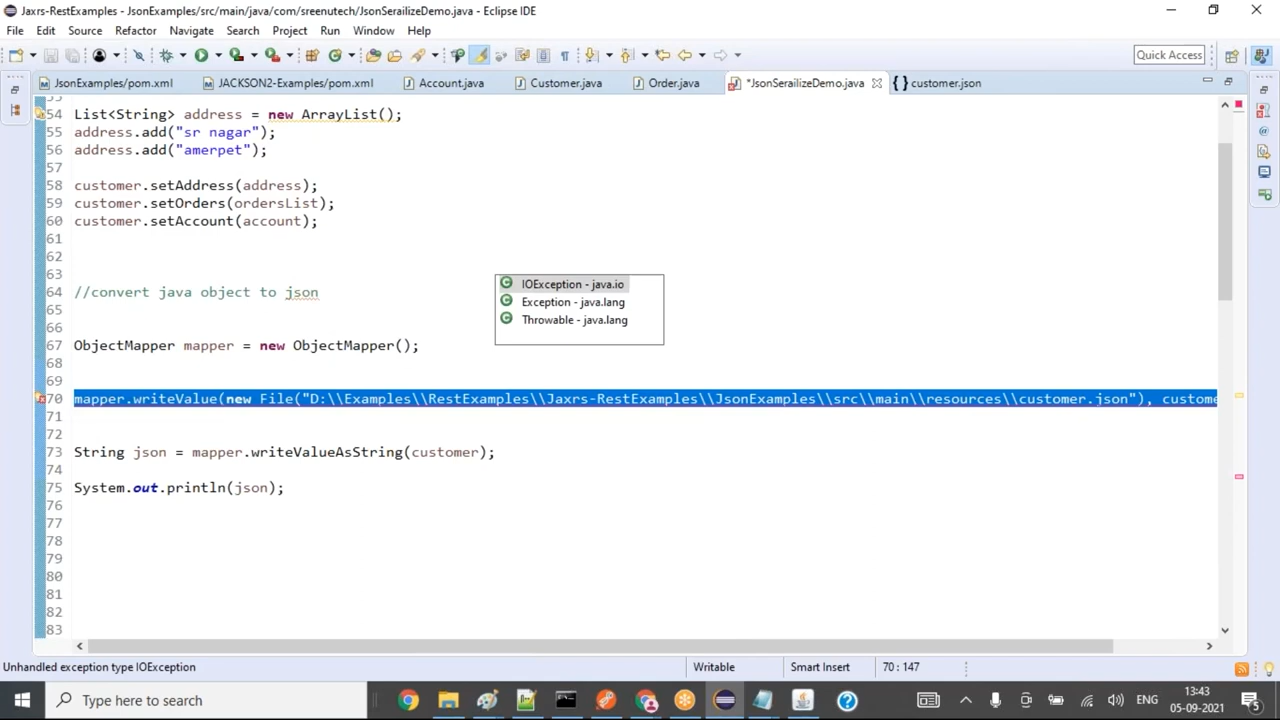 Jaxrs-RestExamples - JsonExamples/src/main/java/com/sreenutech/JsonSerailizeDemo.java - Eclipse IDE
File Edit Source Refactor Navigate Search Project Run Window Help
Quick Access
JsonExamples/pom.xml JACKSON2-Examples/pom.xml Account.java Customer.java Order.java *JsonSerailizeDemo.java customer.json
53
54 List<String> address = new ArrayList();
55 address.add("sr nagar");
56 address.add("amerpet");
57
58 customer.setAddress(address);
59 customer.setOrders(ordersList);
60 customer.setAccount(account);
61
62
63
IOException - java.io
64 //convert java object to json
Exception - java.lang
65
Throwable - java.lang
66
67 ObjectMapper mapper = new ObjectMapper();
68
69
70 mapper.writeValue(new File("D:\\Examples\\RestExamples\\Jaxrs-RestExamples\\JsonExamples\\src\\main\\resources\\customer.json"), custome
71
72
73 String json = mapper.writeValueAsString(customer);
74
75 System.out.println(json);
76
77
78
79
80
81
82
83
Unhandled exception type IOException Writable Smart Insert 70 : 147
Type here to search
ENG
13:43
05-09-2021
5